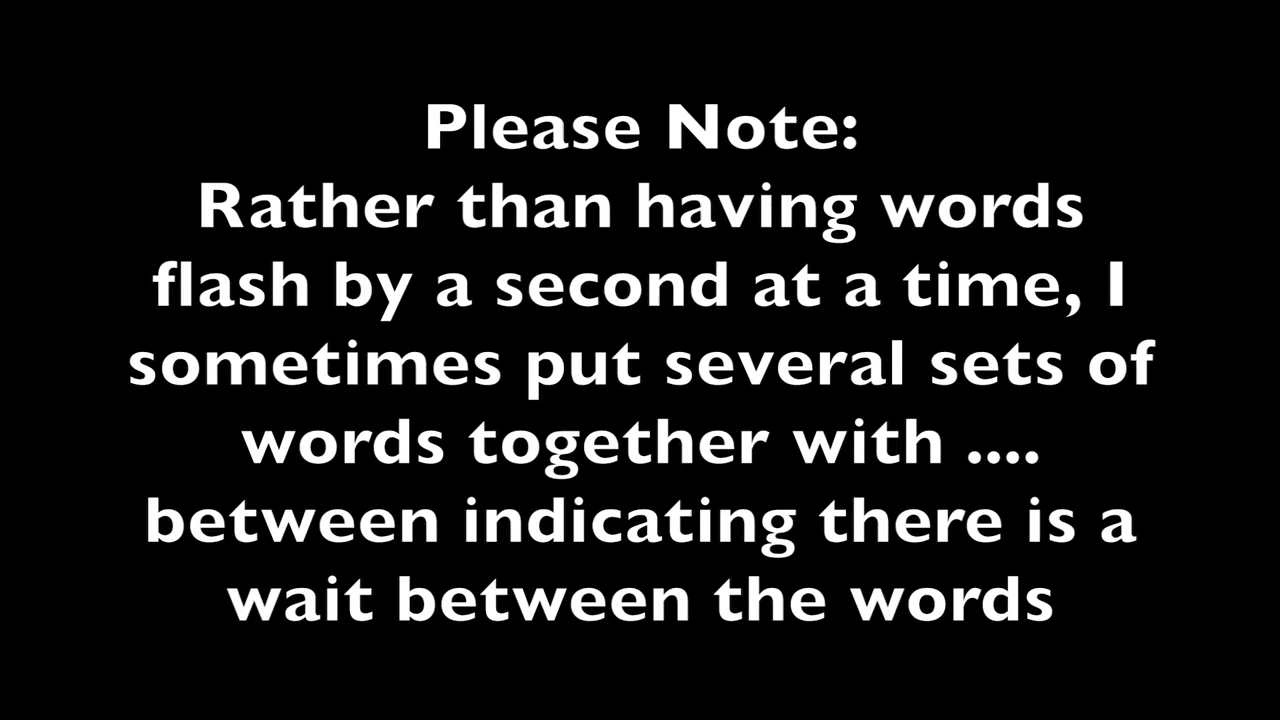 Please Note:
Rather than having words
flash by a second at a time, I
sometimes put several sets of
words together with ....
between indicating there is a
wait between the words